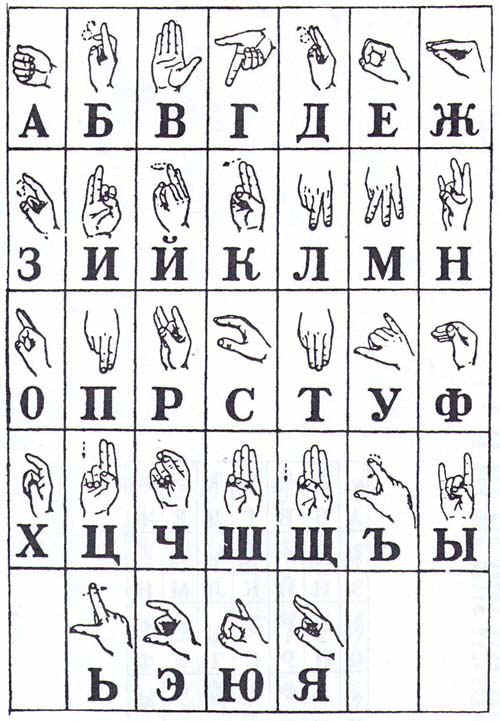 А Б В Г Д Е Ж
З И Й К Л М Н
О П Р С Т У Ф
Х Ц Ч Ш Щ Ъ Ы
Ь Э Ю Я